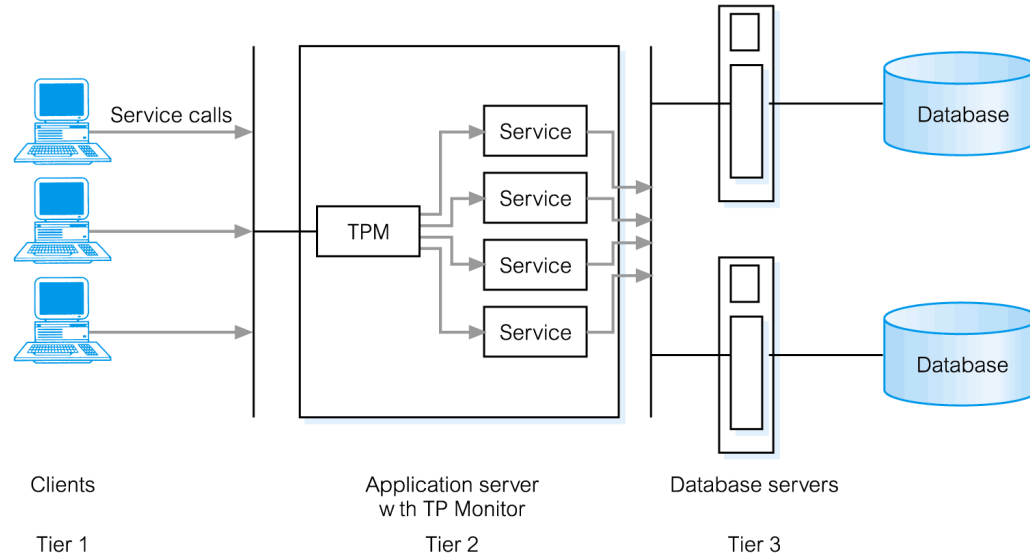 Service calls
TPM
Service
Service
Service
Service
Database
Database
Clients
Application server
w th TP Monitor
Database servers
Tier 1
Tier 2
Tier 3